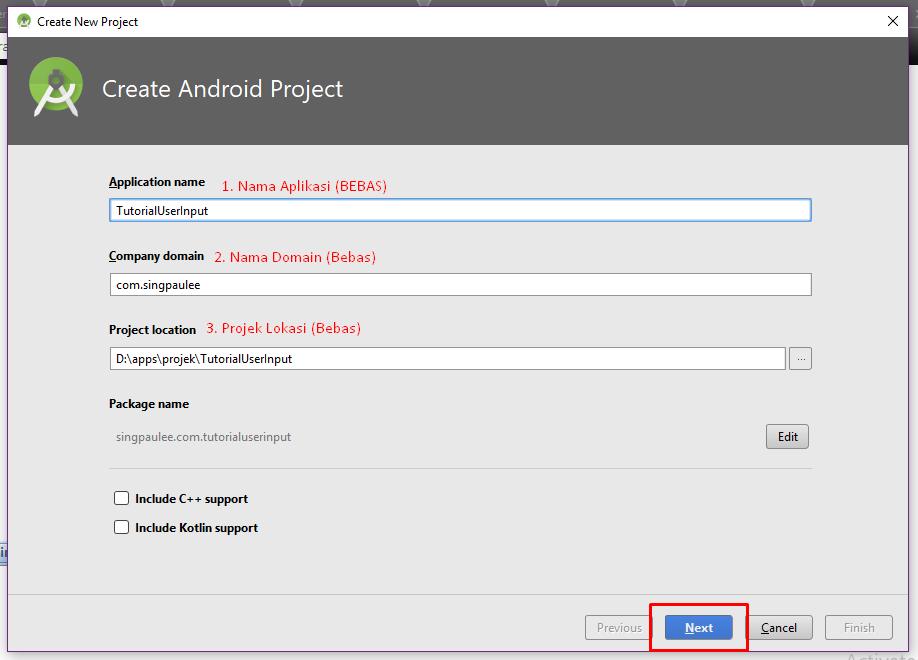 Create New Project
Create Android Project
Application name 1. Nama Aplikasi (BEBAS)
TutorialUserInput
Company domain 2. Nama Domain (Bebas)
com.singpaulee
Project location 3. Projek Lokasi (Bebas)
D:\apps\projek\TutorialUserInput ...
Package name
singpaulee.com.tutorialuserinput Edit
Include C++ support
Include Kotlin support
Previous Next Cancel Finish